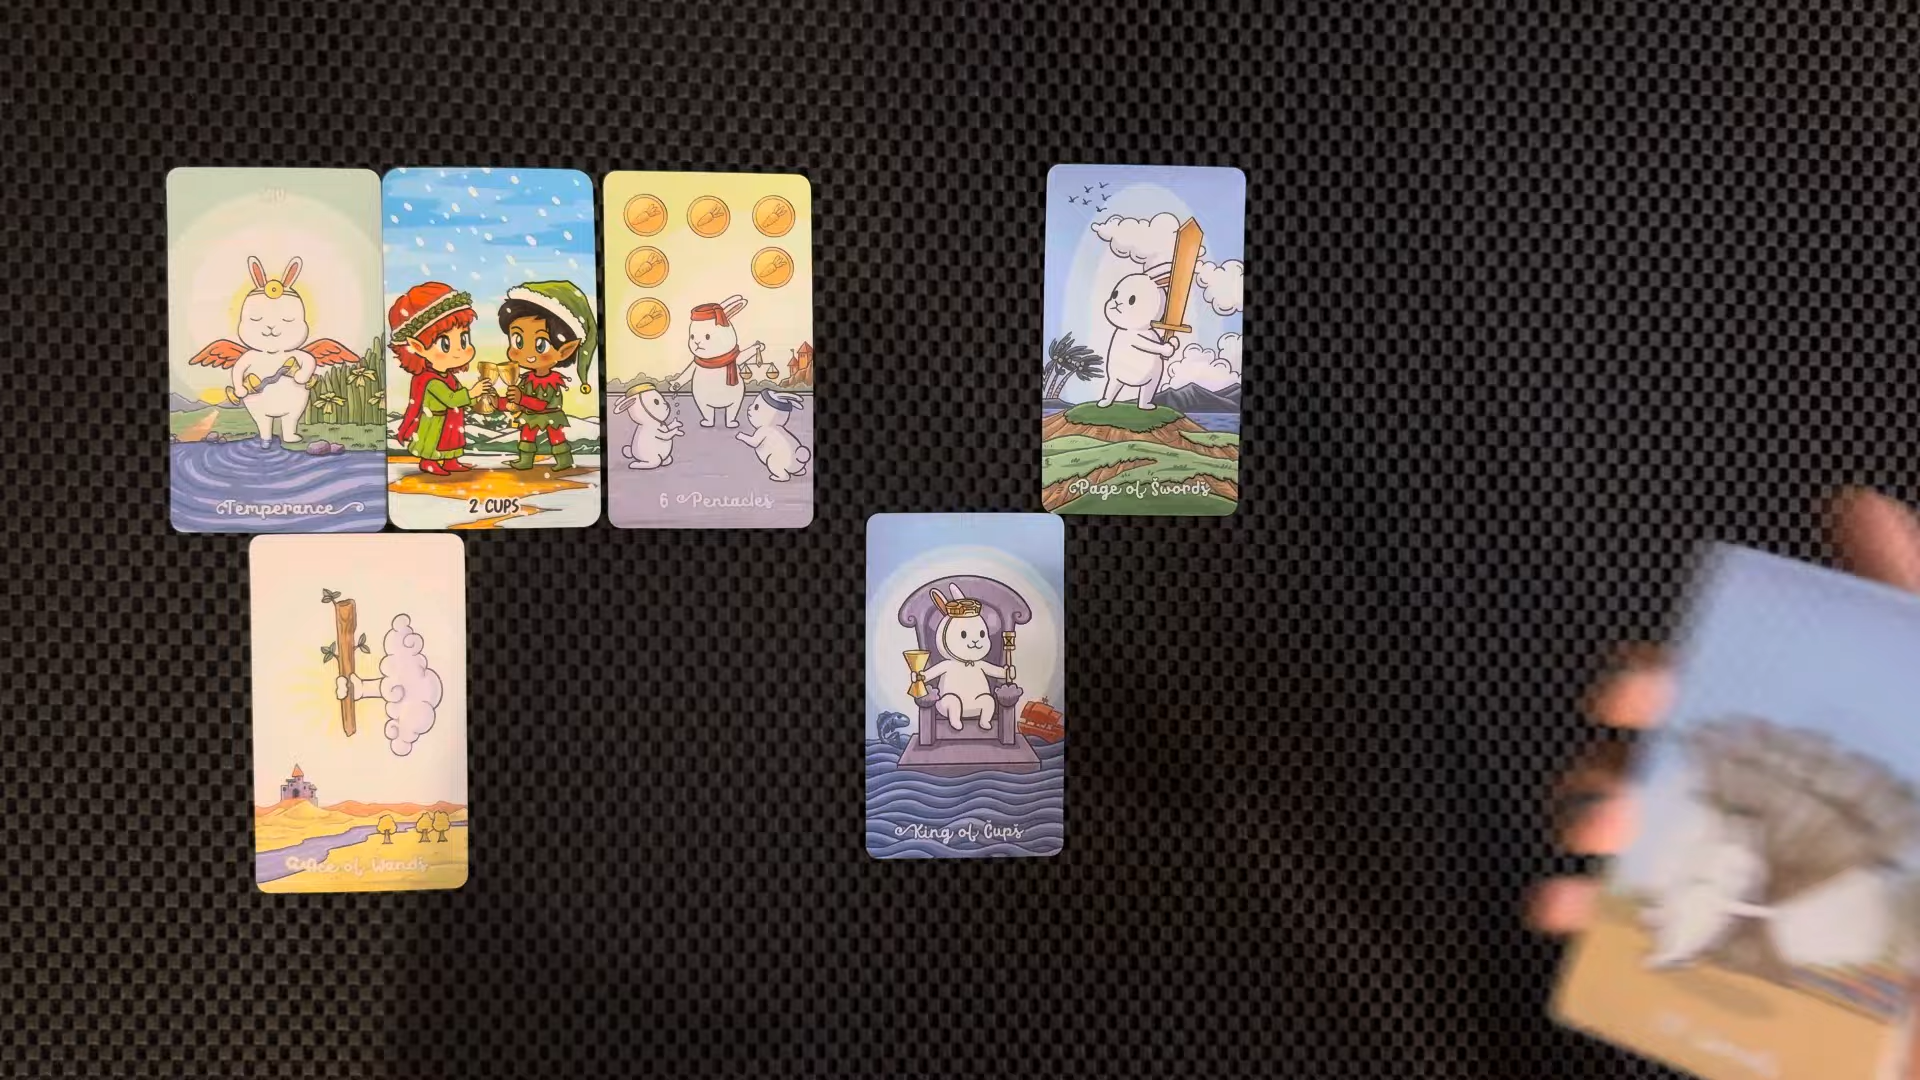 Temperance
2 CUPS
6 Pentacles
Page of Swords
Ace of Wands
King of Cups